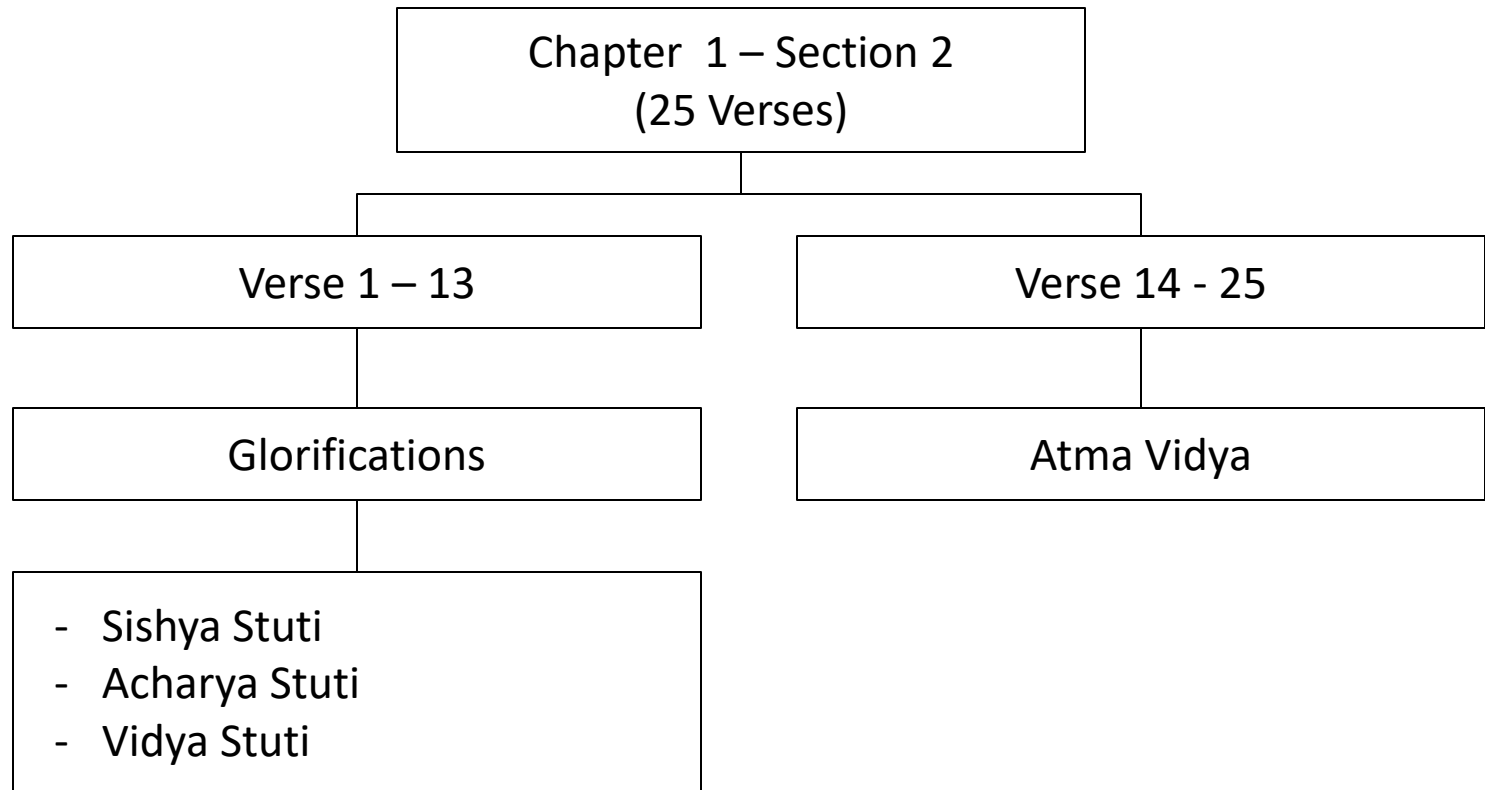 Chapter 1 – Section 2
(25 Verses)
Verse 1 – 13
Verse 14 - 25
Glorifications
Atma Vidya
- Sishya Stuti
- Acharya Stuti
- Vidya Stuti